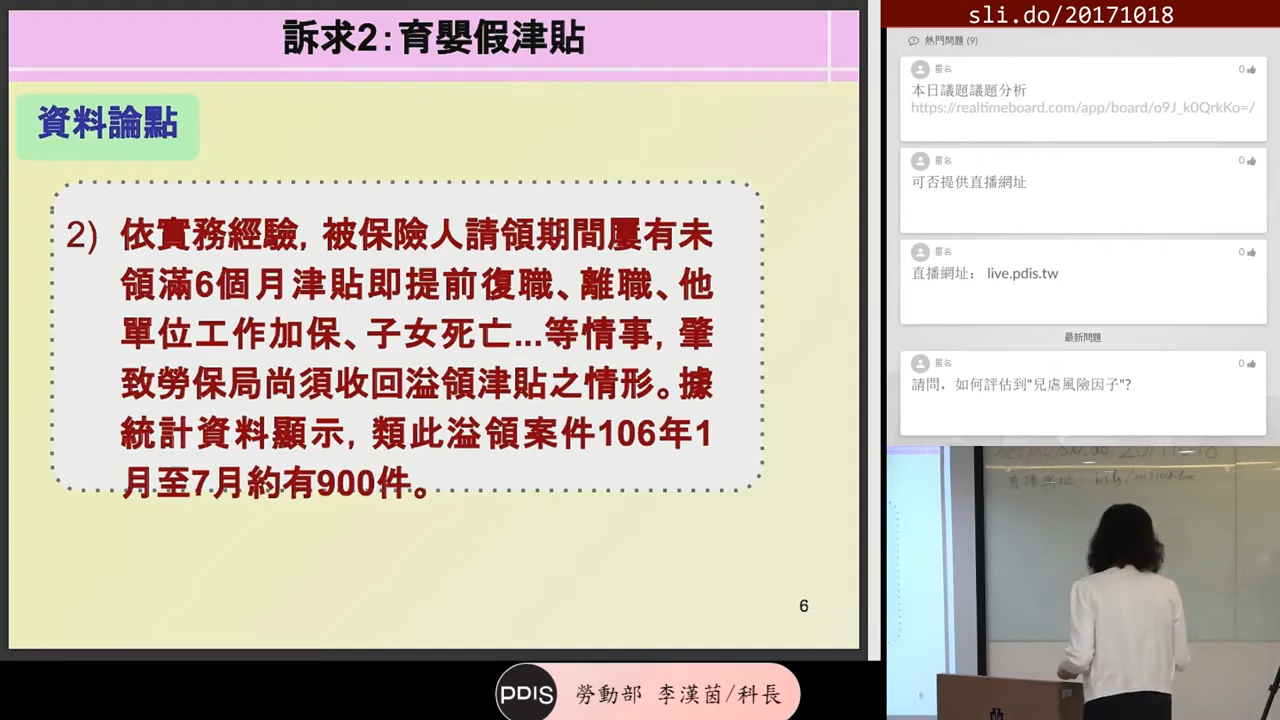 訴求2:育嬰假津貼
資料論點
2) 依實務經驗, 被保險人請領期間屢有未
領滿6個月津貼即提前復職、離職、他
單位工作加保、子女死亡...等情事, 肇
致勞保局尚須收回溢領津貼之情形。據
統計資料顯示, 類此溢領案件106年1
月至7月約有900件。
6
sli.do/20171018
熱門問題 (9)
匿名
0
本日議題議題分析
https://realtimeboard.com/app/board/o9J_k0QrkKo=/
匿名
0
可否提供直播網址
匿名
0
直播網址: live.pdis.tw
最新問題
匿名
0
請問, 如何評估到"兒虐風險因子"?
直播網址: bit.ly/20171018-live
PDIS 勞動部 李漢茵/科長